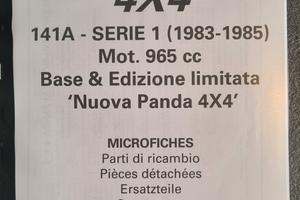 4X4
141A - SERIE 1 (1983-1985)
Mot. 965 cc
Base & Edizione limitata
‘Nuova Panda 4X4’
MICROFICHES
Parti di ricambio
Pièces détachées
Ersatzteile